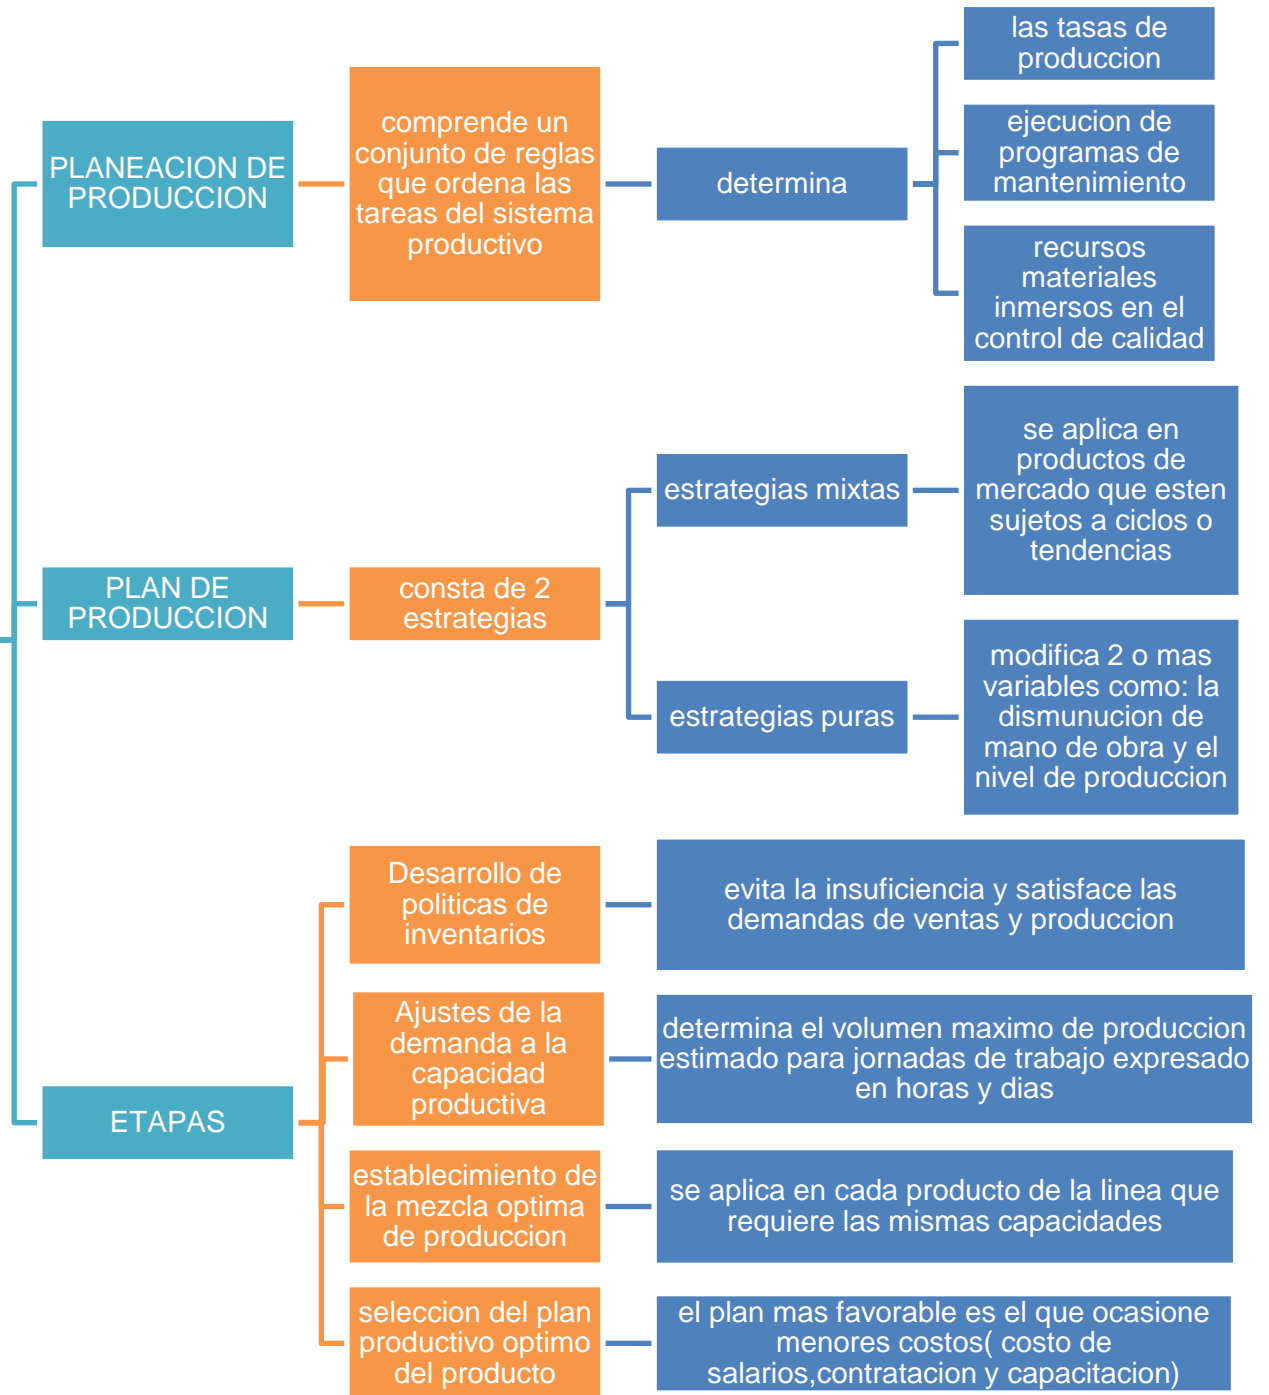 PLANEACION DE
PRODUCCION
comprende un
conjunto de reglas
que ordena las
tareas del sistema
productivo
determina
las tasas de
produccion
ejecucion de
programas de
mantenimiento
recursos
materiales
inmersos en el
control de calidad
PLAN DE
PRODUCCION
consta de 2
estrategias
estrategias mixtas
se aplica en
productos de
mercado que esten
sujetos a ciclos o
tendencias
estrategias puras
modifica 2 o mas
variables como: la
dismunucion de
mano de obra y el
nivel de produccion
ETAPAS
Desarrollo de
politicas de
inventarios
evita la insuficiencia y satisface las
demandas de ventas y produccion
Ajustes de la
demanda a la
capacidad
productiva
determina el volumen maximo de produccion
estimado para jornadas de trabajo expresado
en horas y dias
establecimiento de
la mezcla optima
de produccion
se aplica en cada producto de la linea que
requiere las mismas capacidades
seleccion del plan
productivo optimo
del producto
el plan mas favorable es el que ocasione
menores costos( costo de
salarios,contratacion y capacitacion)